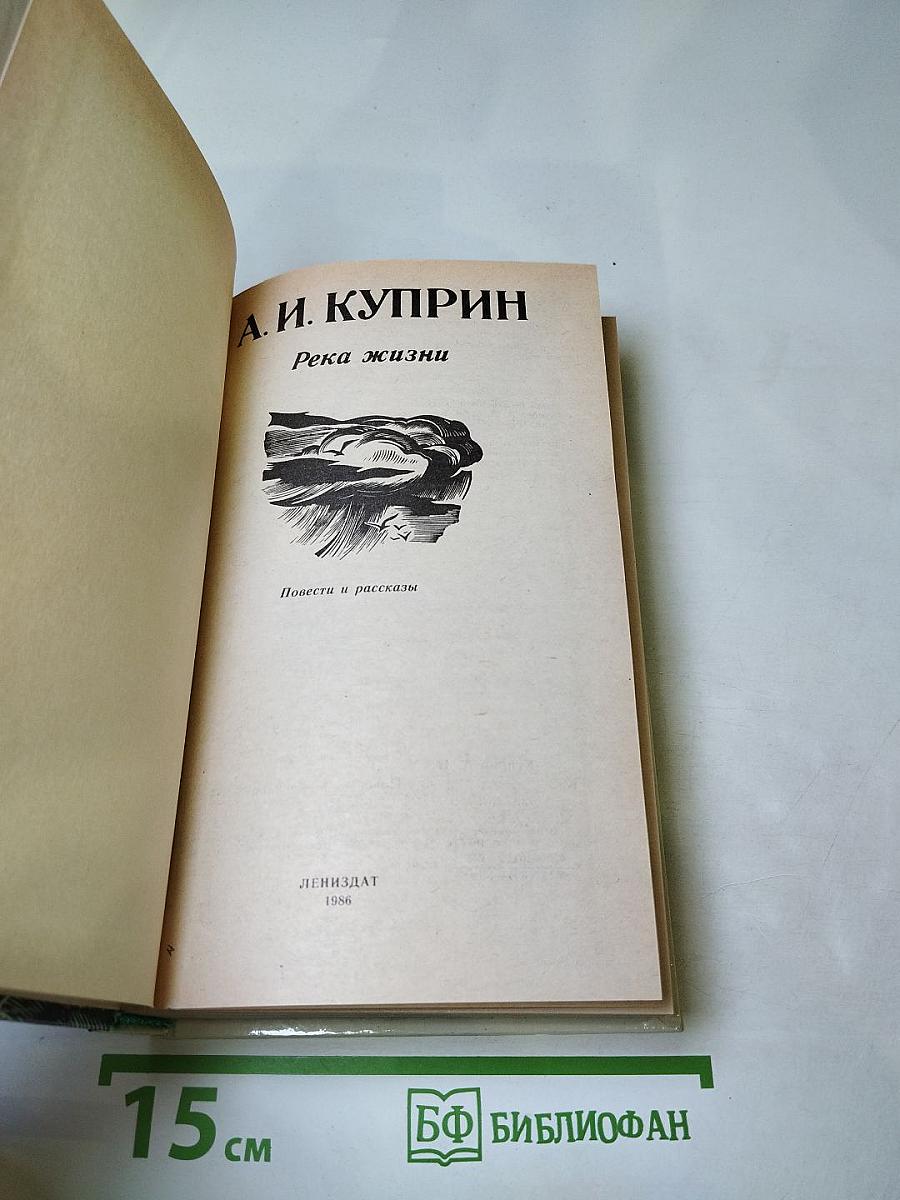 А. И. КУПРИН
Река жизни
Повести и рассказы
ЛЕНИЗДАТ
1986
15 см
БФ БИБЛИОФАН